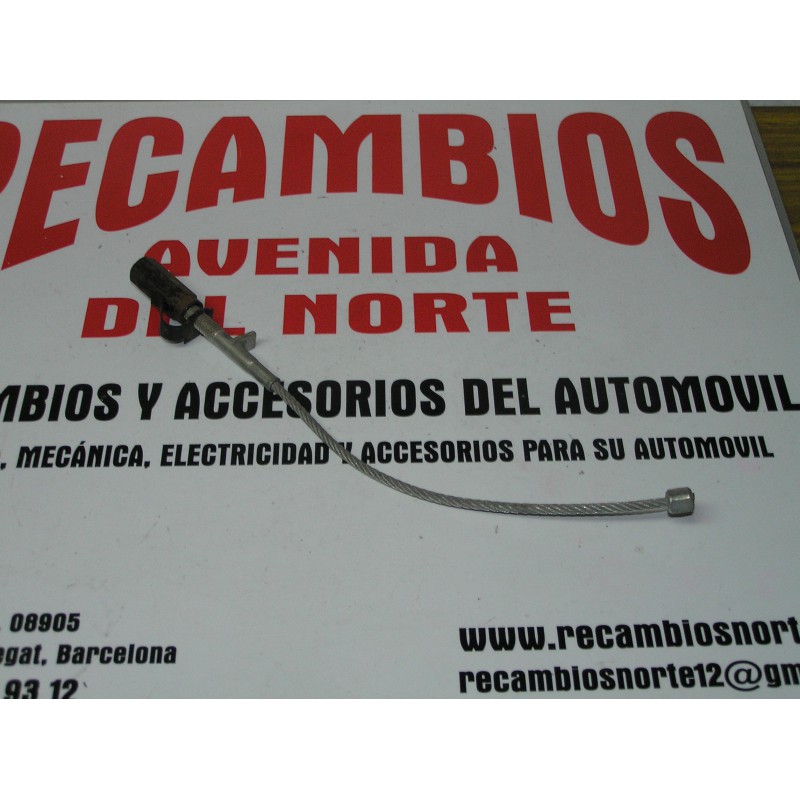 RECAMBIOS
AVENIDA
DEL NORTE
MBIOS Y ACCESORIOS DEL AUTOMOVIL
, MECÁNICA, ELECTRICIDAD Y ACCESORIOS PARA SU AUTOMOVIL
. 08905
egat, Barcelona
93 12
www.recambiosnort
recambiosnorte12@gm